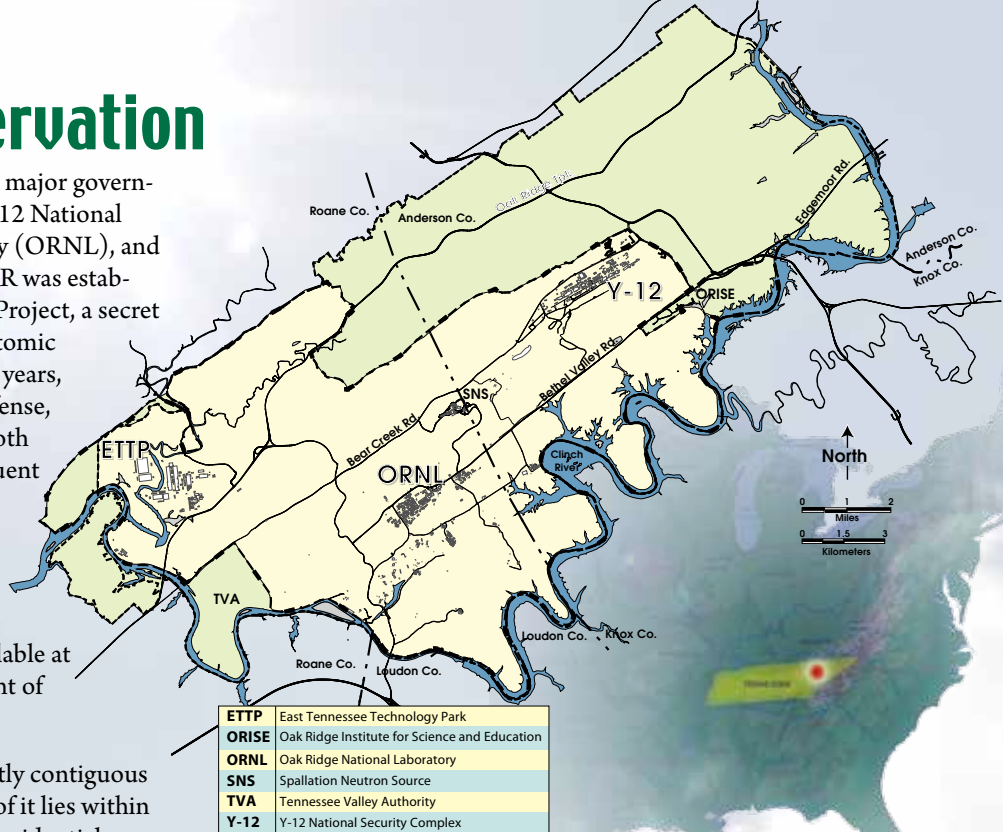 ervation
major govern-
12 National
y (ORNL), and
R was estab-
Project, a secret
tomic
years,
ense,
oth
uent
lable at
nt of
tly contiguous
of it lies within
Roane Co.
Anderson Co.
Oak Ridge Tpk.
Edgemoor Rd.
Anderson Co.
Knox Co.
Y-12
ORISE
Bethel Valley Rd.
SNS
Bear Creek Rd.
ETTP
ORNL
Clinch
River
North
0 1 2
Miles
0 1.5 3
Kilometers
TVA
Loudon Co.
Knox Co.
Roane Co.
Loudon Co.
ETTP East Tennessee Technology Park
ORISE Oak Ridge Institute for Science and Education
ORNL Oak Ridge National Laboratory
SNS Spallation Neutron Source
TVA Tennessee Valley Authority
Y-12 Y-12 National Security Complex